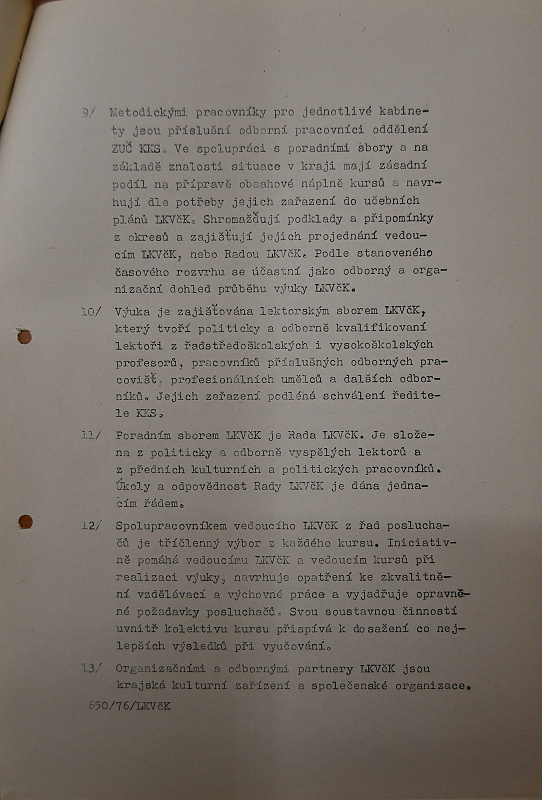 9/ Metodickými pracovníky pro jednotlivé kabine-
ty jsou příslušní odborní pracovníci oddělení
ZUČ KKS. Ve spolupráci s poradními sbory a na
základě znalosti situace v kraji mají zásadní
podíl na přípravě obsahové náplně kursů a navr-
hují dle potřeby jejich zařazení do učebních
plánů LKVčK. Shromažďují podklady a připomínky
z okresů a zajišťují jejich projednání vedou-
cím LKVčK, nebo Radou LKVčK. Podle stanoveného
časového rozvrhu se účastní jako odborný a orga-
nizační dohled průběhu výuky LKVčK.
10/ Výuka je zajišťována lektorským sborem LKVčK,
který tvoří politicky a odborně kvalifikovaní
lektoři z řadstředoškolských i vysokoškolských
profesorů, pracovníků příslušných odborných pra-
covišť, profesionálních umělců a dalších odbor-
níků. Jejich zařazení podléhá schválení ředite-
le KKS.
11/ Poradním sborem LKVčK je Rada LKVčK. Je slože-
na z politicky a odborně vyspělých lektorů a
z předních kulturních a politických pracovníků.
Úkoly a odpovědnost Rady LKVčK je dána jedna-
cím řádem.
12/ Spolupracovníkem vedoucího LKVčK z řad poslucha-
čů je tříčlenný výbor z každého kursu. Iniciativ-
ně pomáhá vedoucímu LKVčK a vedoucím kursů při
realizaci výuky, navrhuje opatření ke zkvalitně-
ní vzdělávací a výchovné práce a vyjadřuje opravně-
né požadavky posluchačů. Svou soustavnou činností
uvnitř kolektivu kursu přispívá k dosažení co nej-
lepších výsledků při vyučování.
13/ Organizačními a odbornými partnery LKVčK jsou
krajská kulturní zařízení a společenské organizace.
650/76/LKVčK